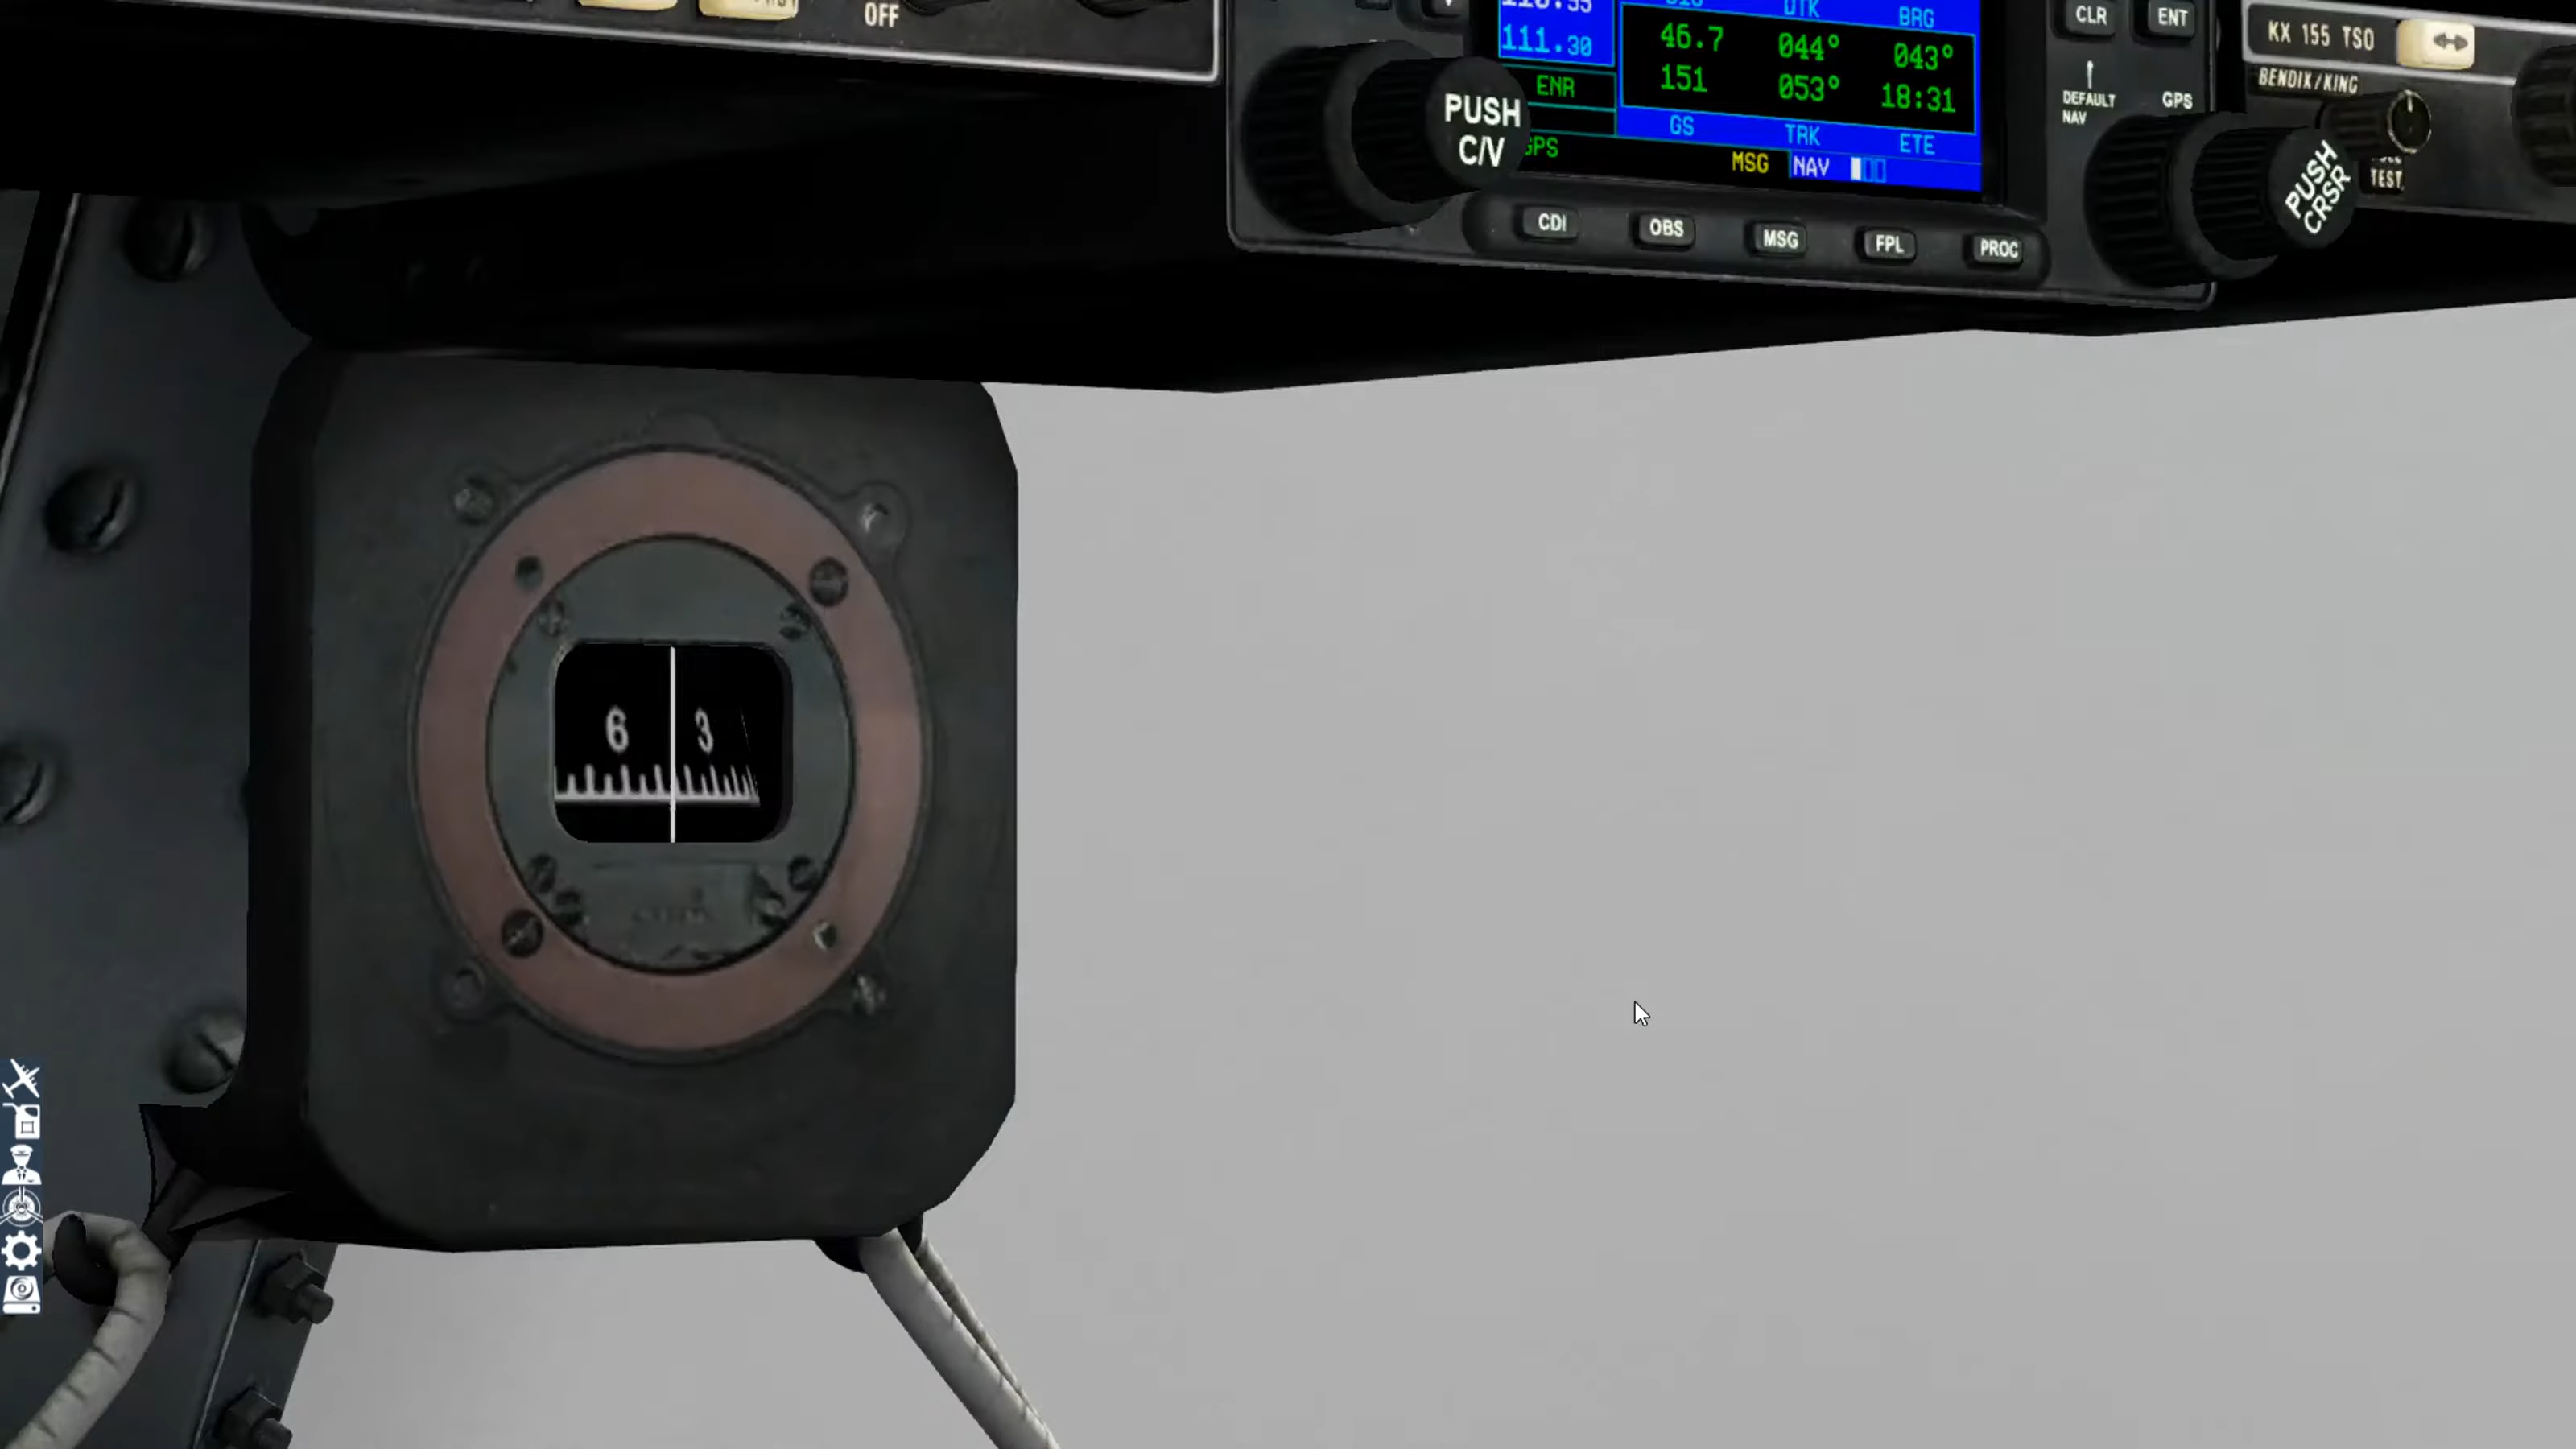 OFF
111.30
DTK
BRG
46.7
044°
043°
151
053°
18:31
ENR
GS
TRK
ETE
GPS
MSG
NAV
PUSH
C/V
CDI
OBS
MSG
FPL
PROC
CLR
ENT
DEFAULT
NAV
GPS
PUSH
CRSR
KX 155 TSO
BENDIX/KING
TEST
6
3